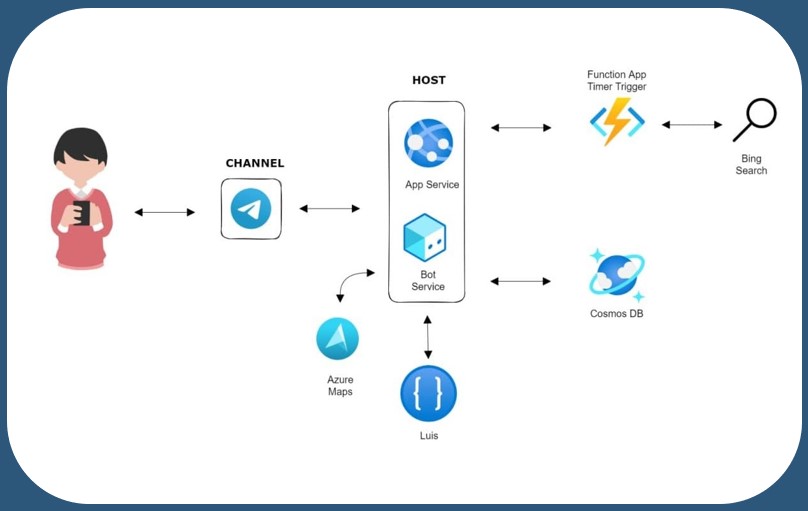 HOST
Function App
Timer Trigger
CHANNEL
App Service
Bing
Search
Bot
Service
Cosmos DB
Azure
Maps
{ }
Luis